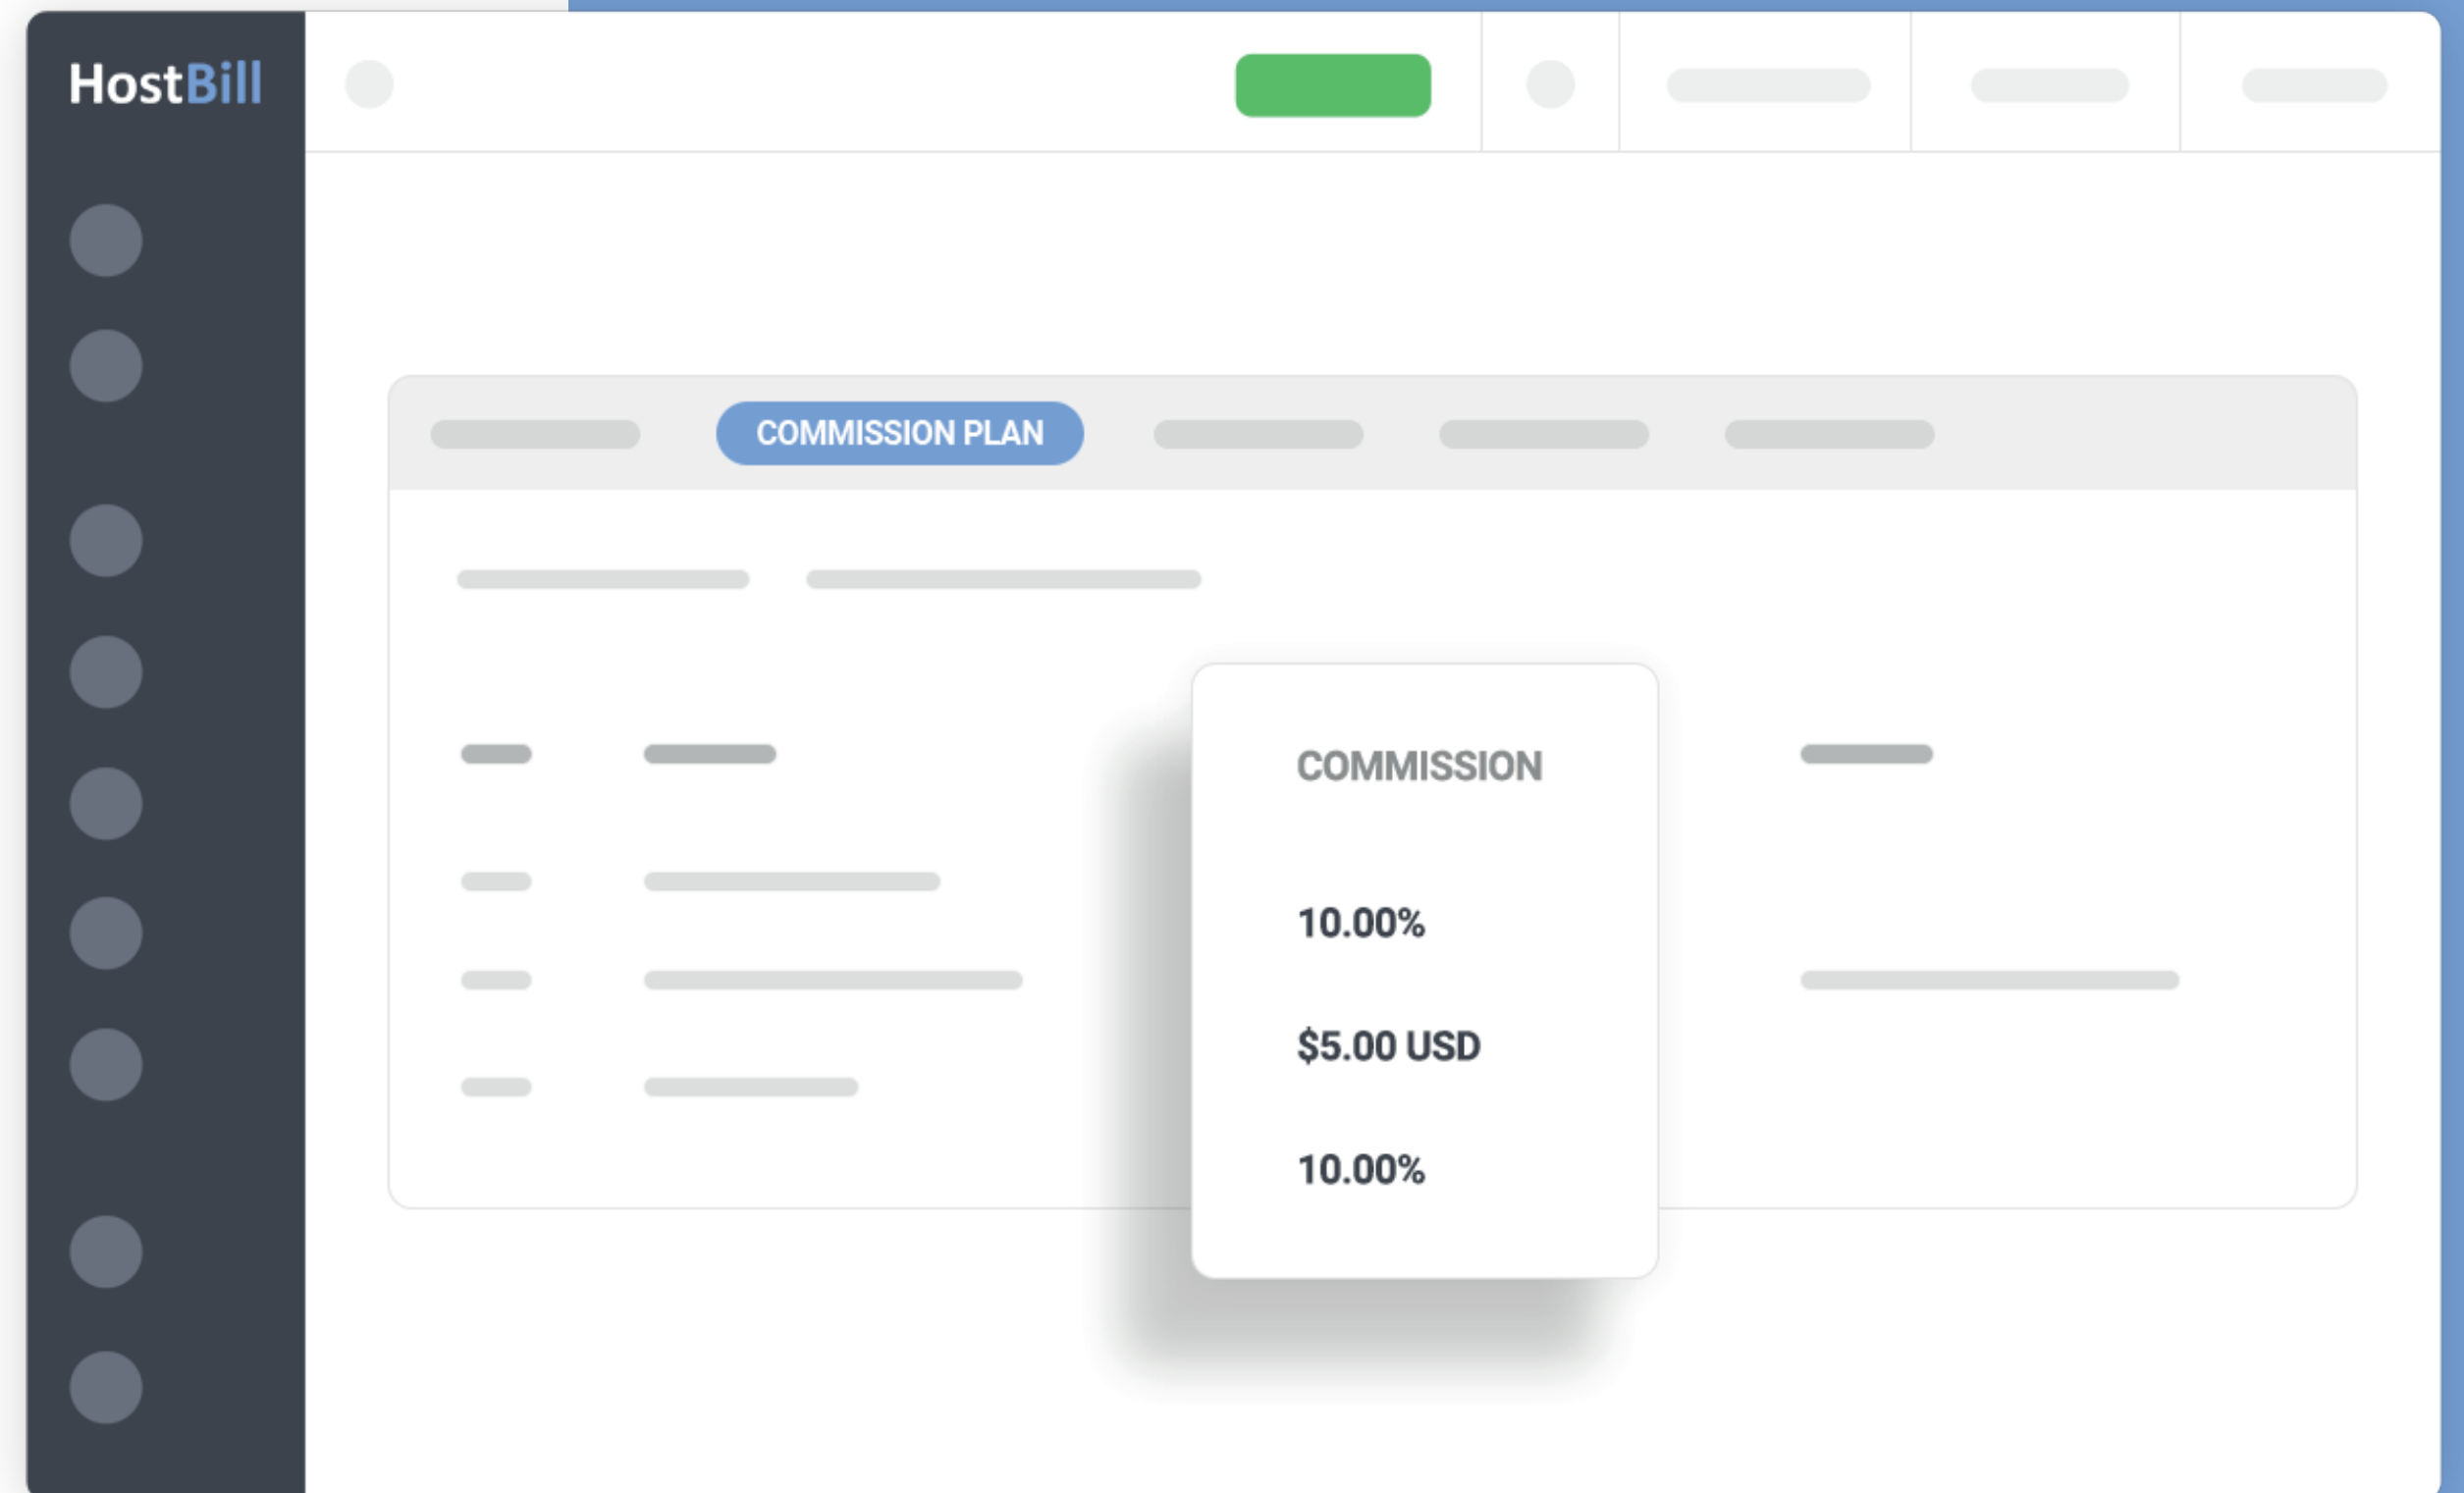 HostBill
COMMISSION PLAN
COMMISSION
10.00%
$5.00 USD
10.00%